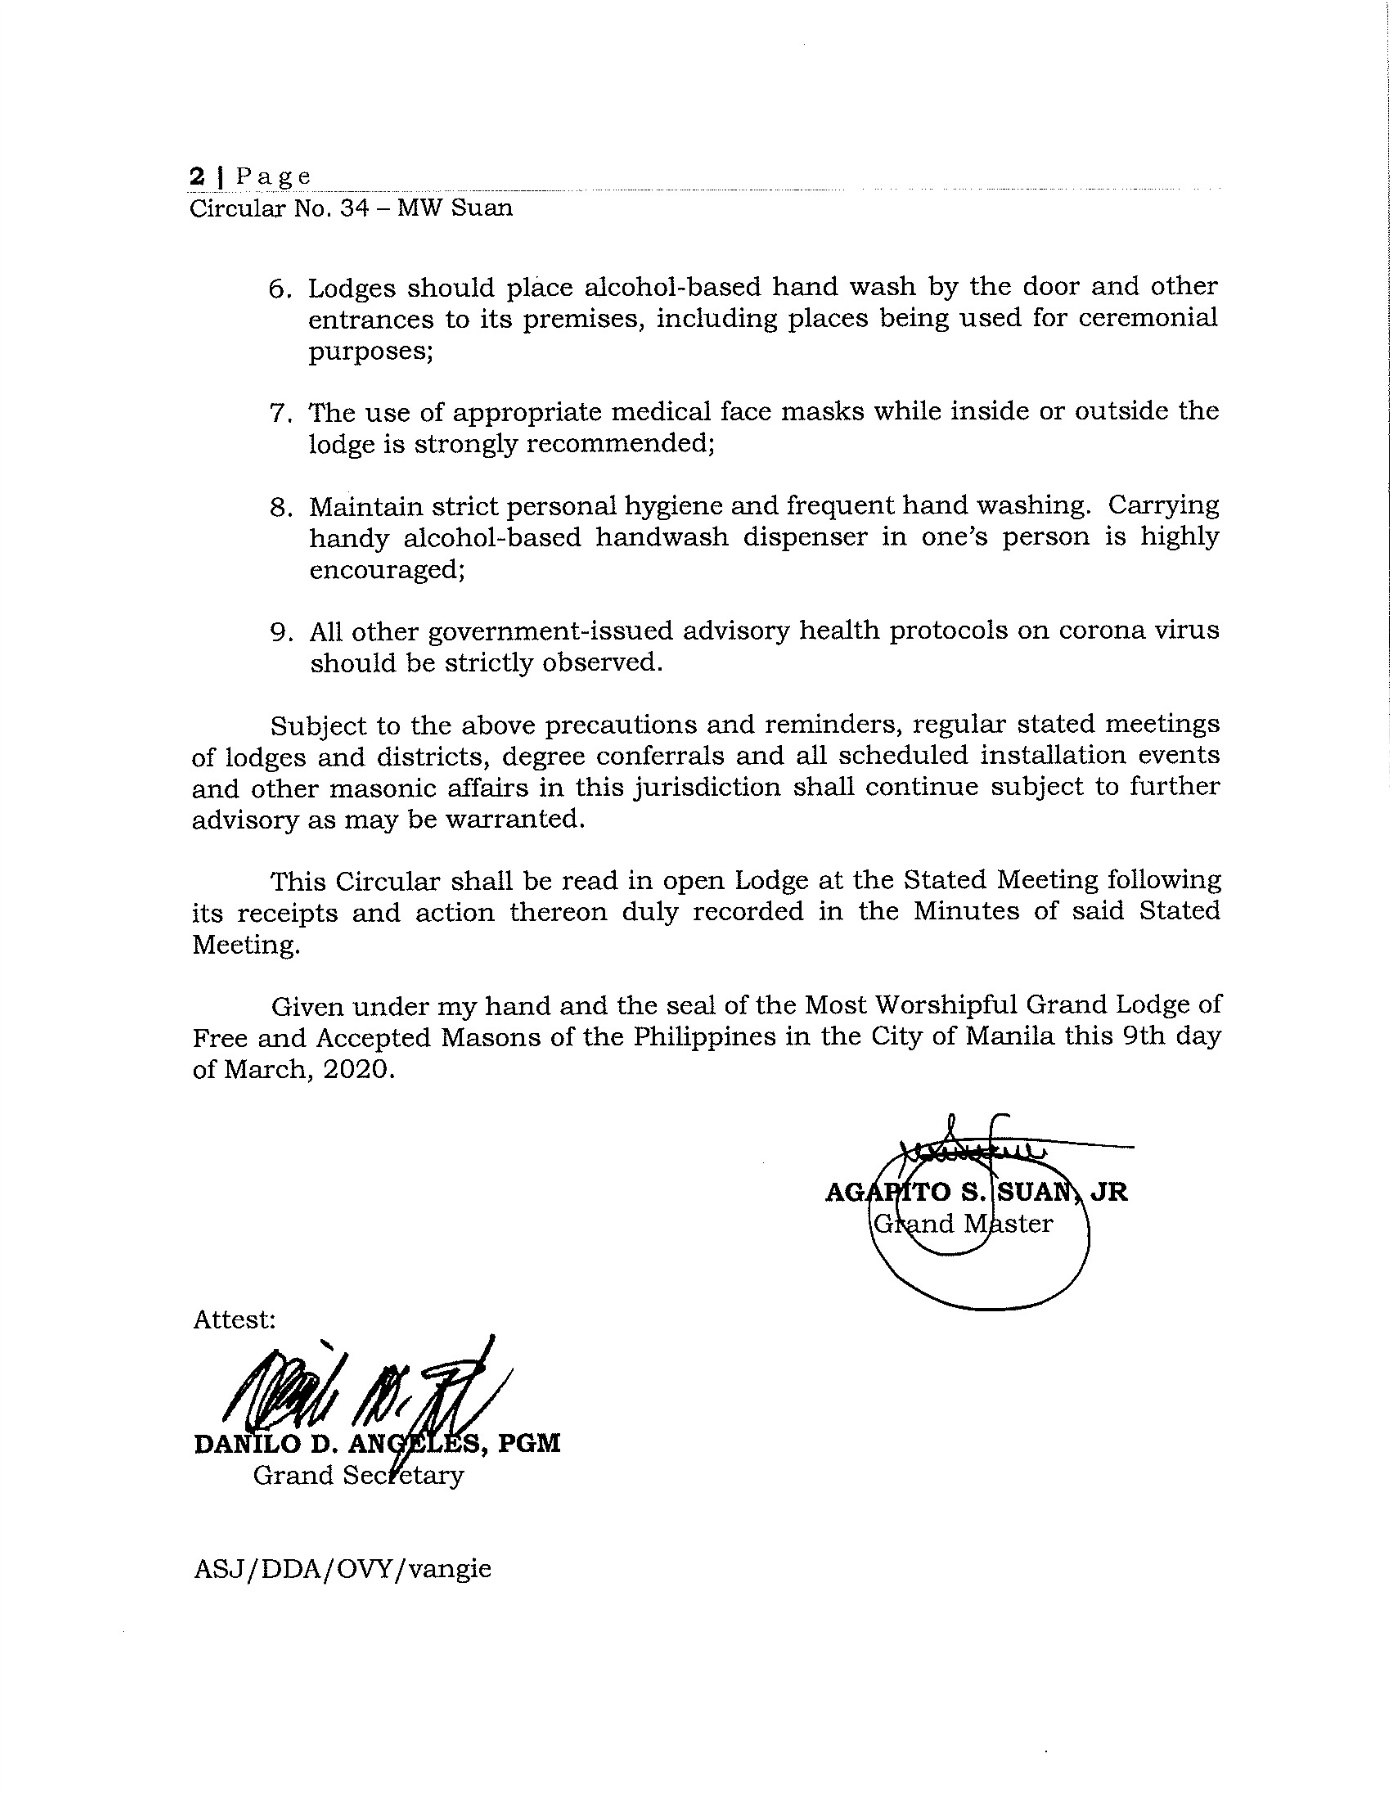 2 | Page
Circular No. 34 – MW Suan
6. Lodges should place alcohol-based hand wash by the door and other
entrances to its premises, including places being used for ceremonial
purposes;
7. The use of appropriate medical face masks while inside or outside the
lodge is strongly recommended;
8. Maintain strict personal hygiene and frequent hand washing. Carrying
handy alcohol-based handwash dispenser in one's person is highly
encouraged;
9. All other government-issued advisory health protocols on corona virus
should be strictly observed.
Subject to the above precautions and reminders, regular stated meetings
of lodges and districts, degree conferrals and all scheduled installation events
and other masonic affairs in this jurisdiction shall continue subject to further
advisory as may be warranted.
This Circular shall be read in open Lodge at the Stated Meeting following
its receipts and action thereon duly recorded in the Minutes of said Stated
Meeting.
Given under my hand and the seal of the Most Worshipful Grand Lodge of
Free and Accepted Masons of the Philippines in the City of Manila this 9th day
of March, 2020.
AGAPITO S. SUAN, JR
Grand Master
Attest:
DANILO D. ANGELES, PGM
Grand Secretary
ASJ/DDA/OVY/vangie